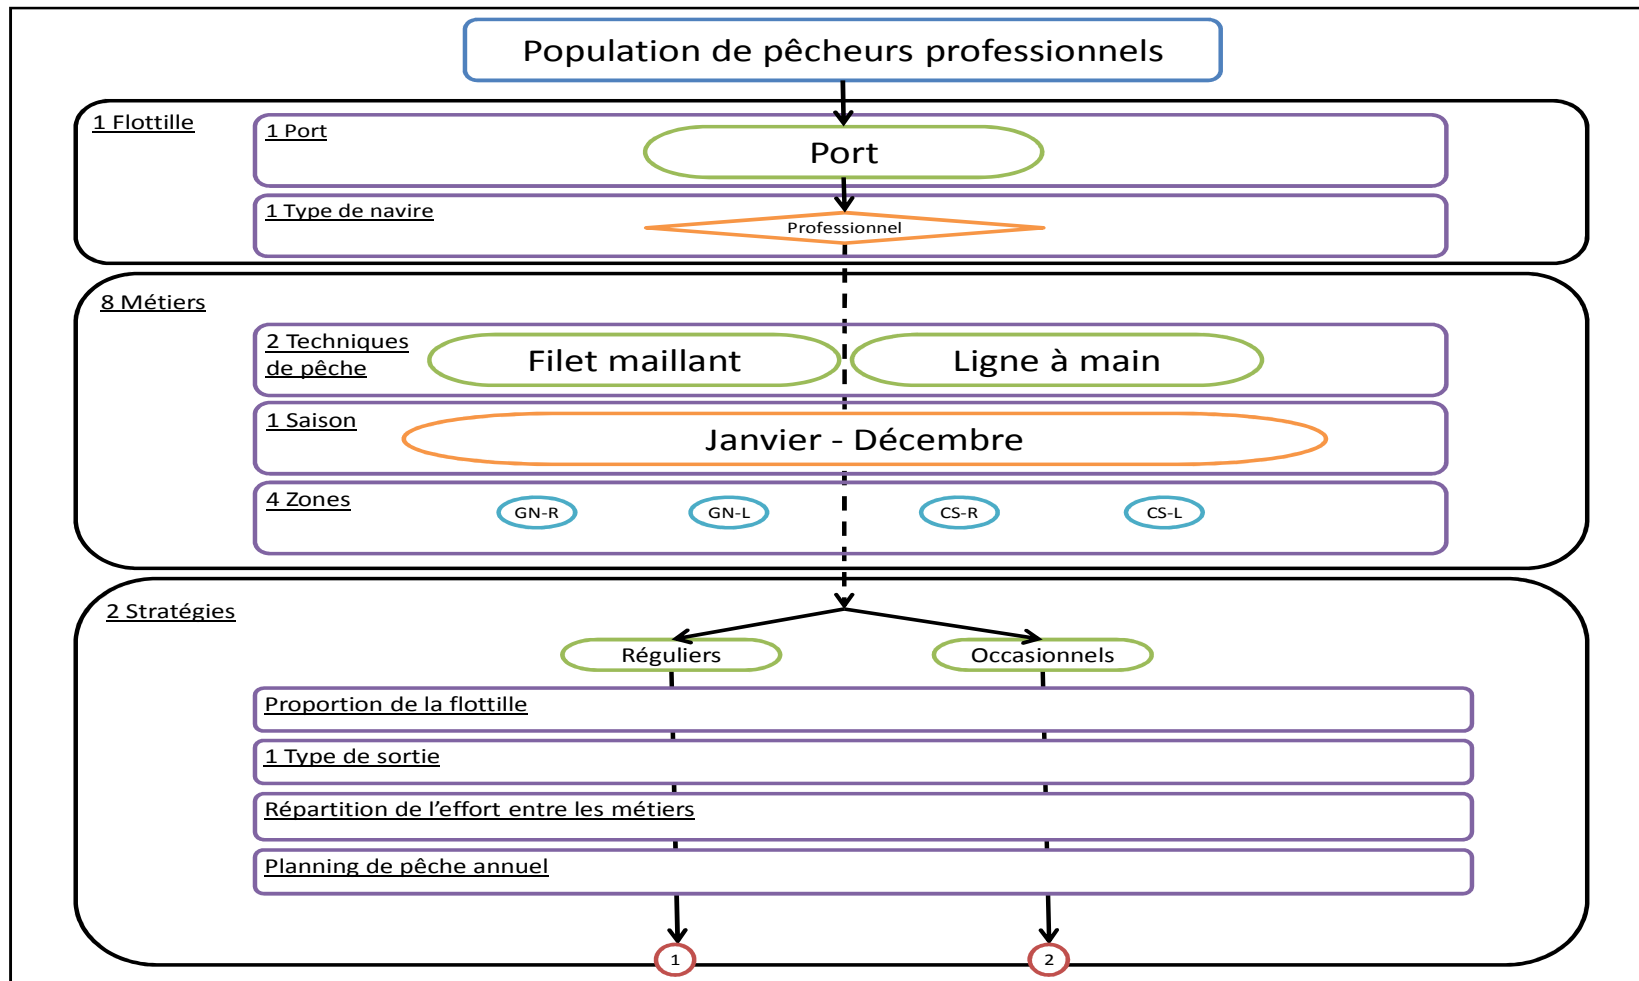 Population de pêcheurs professionnels
1 Flottille
1 Port
Port
1 Type de navire
Professionnel
8 Métiers
2 Techniques
de pêche
Filet maillant
Ligne à main
1 Saison
Janvier - Décembre
4 Zones
GN-R
GN-L
CS-R
CS-L
2 Stratégies
Réguliers
Occasionnels
Proportion de la flottille
1 Type de sortie
Répartition de l’effort entre les métiers
Planning de pêche annuel
1
2